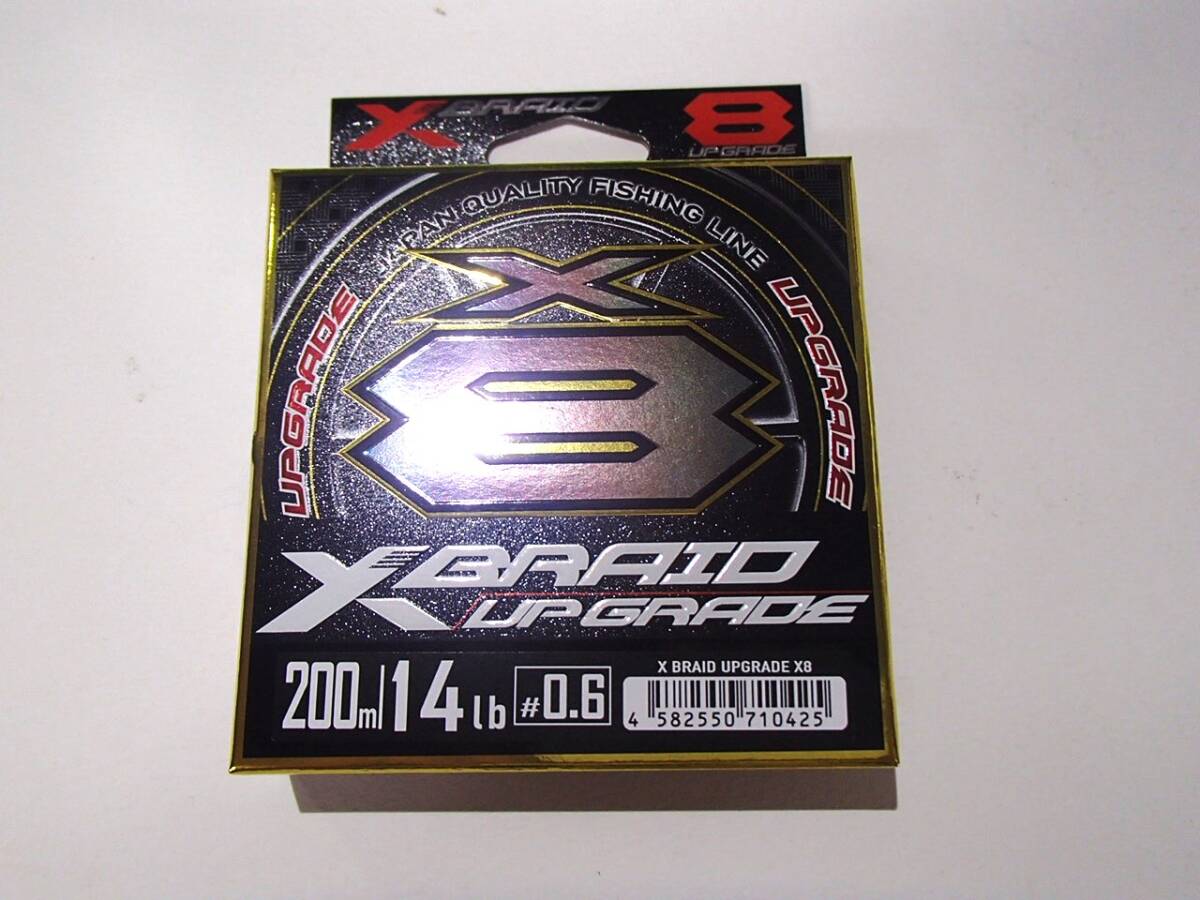 X BRAID 8
UPGRADE
JAPAN QUALITY FISHING LINE
UPGRADE
UPGRADE
X
8
X BRAID
UPGRADE
200m 14lb #0.6
X BRAID UPGRADE X8
4 582550 710425